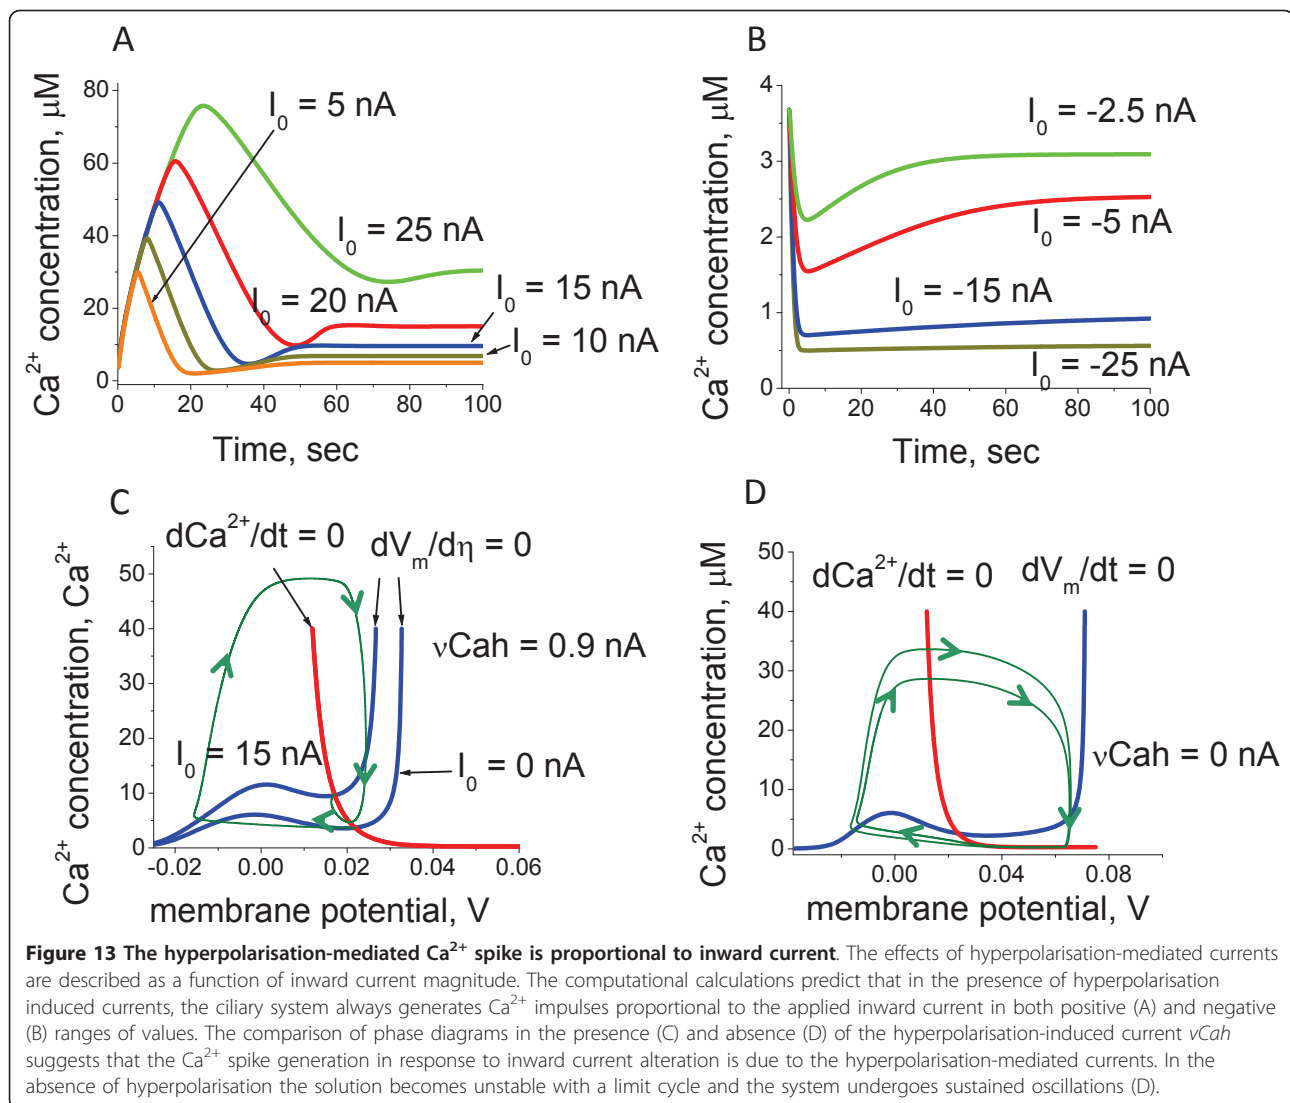 A
Ca²⁺ concentration, μM
80
60
40
20
0
I₀ = 5 nA
I₀ = 25 nA
I₀ = 20 nA
I₀ = 15 nA
I₀ = 10 nA
0 20 40 60 80 100
Time, sec
B
Ca²⁺ concentration, μM
4
3
2
1
0
I₀ = -2.5 nA
I₀ = -5 nA
I₀ = -15 nA
I₀ = -25 nA
0 20 40 60 80 100
Time, sec
C
Ca²⁺ concentration, Ca²⁺
50
40
30
20
10
0
dCa²⁺/dt = 0
dVₘ/dη = 0
νCah = 0.9 nA
I₀ = 15 nA
I₀ = 0 nA
-0.02 0.00 0.02 0.04 0.06
membrane potential, V
D
Ca²⁺ concentration, μM
50
40
30
20
10
0
dCa²⁺/dt = 0
dVₘ/dt = 0
νCah = 0 nA
0.00 0.04 0.08
membrane potential, V
Figure 13 The hyperpolarisation-mediated Ca²⁺ spike is proportional to inward current. The effects of hyperpolarisation-mediated currents
are described as a function of inward current magnitude. The computational calculations predict that in the presence of hyperpolarisation
induced currents, the ciliary system always generates Ca²⁺ impulses proportional to the applied inward current in both positive (A) and negative
(B) ranges of values. The comparison of phase diagrams in the presence (C) and absence (D) of the hyperpolarisation-induced current vCah
suggests that the Ca²⁺ spike generation in response to inward current alteration is due to the hyperpolarisation-mediated currents. In the
absence of hyperpolarisation the solution becomes unstable with a limit cycle and the system undergoes sustained oscillations (D).